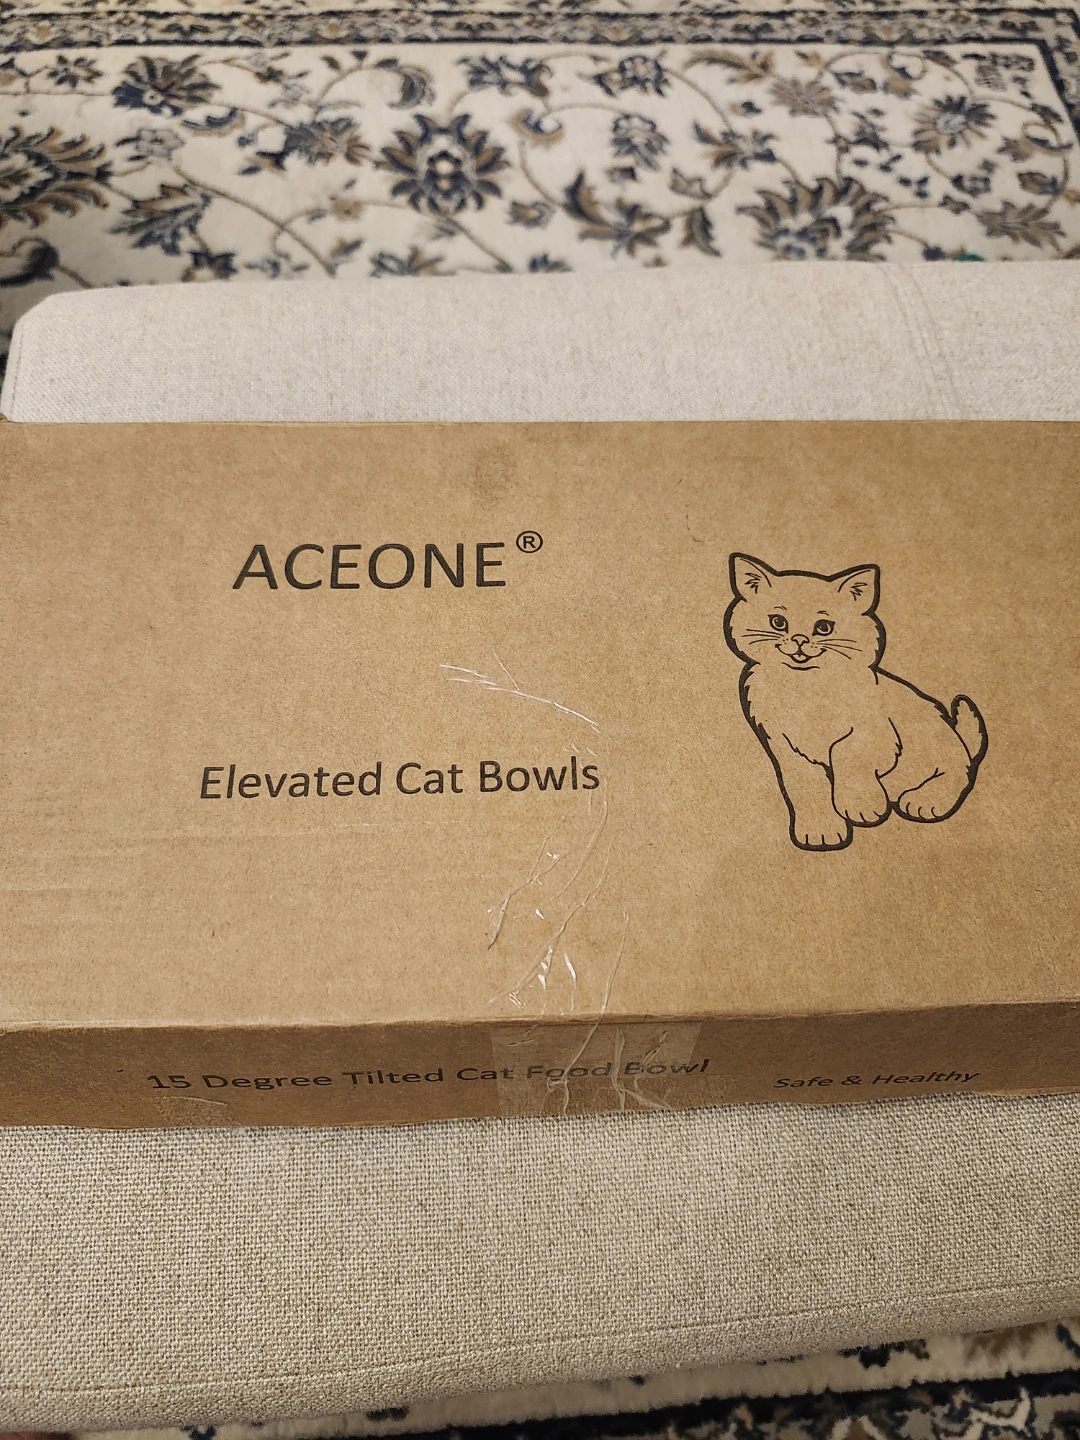 ACEONE®
Elevated Cat Bowls
15 Degree Tilted Cat Food Bowl
Safe & Healthy